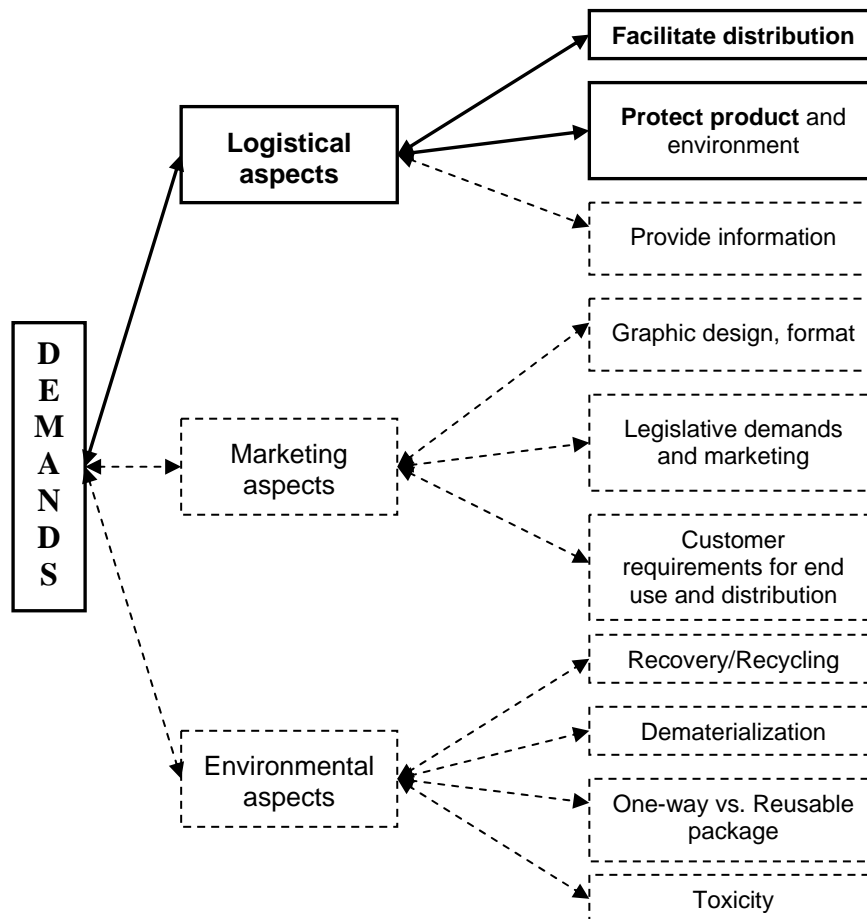 Facilitate distribution
Protect product and
environment
Logistical
aspects
Provide information
Graphic design, format
D
E
M
A
N
D
S
Marketing
aspects
Legislative demands
and marketing
Customer
requirements for end
use and distribution
Recovery/Recycling
Environmental
aspects
Dematerialization
One-way vs. Reusable
package
Toxicity